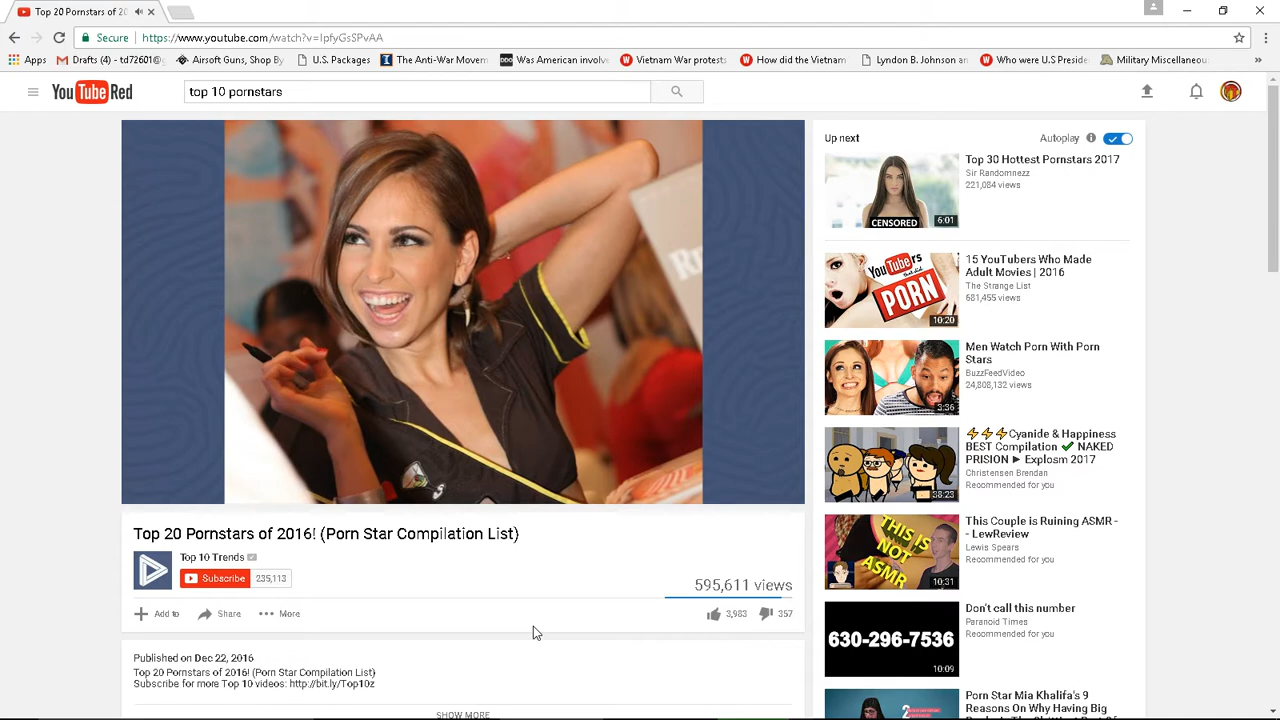 Top 20 Pornstars of 20
Secure
https://www.youtube.com/watch?v=IpfyGsSPvAA
Apps
Drafts (4) - td72601@g
Airsoft Guns, Shop By
U.S. Packages
The Anti-War Movem
DDO
Was American involv
Vietnam War protests
How did the Vietnam
Lyndon B. Johnson an
Who were U.S Preside
Military Miscellaneou
»
YouTube Red
top 10 pornstars
Top 20 Pornstars of 2016! (Porn Star Compilation List)
Top 10 Trends
Subscribe 235,113
595,611 views
Add to
Share
More
3,983
357
Published on Dec 22, 2016
Top 20 Pornstars of 2016! (Porn Star Compilation List)
Subscribe for more Top 10 videos: http://bit.ly/Top10z
SHOW MORE
Up next
Autoplay
CENSORED
6:01
Top 30 Hottest Pornstars 2017
Sir Randomnezz
221,084 views
YouTubers
that did
PORN
10:20
15 YouTubers Who Made
Adult Movies | 2016
The Strange List
681,455 views
3:36
Men Watch Porn With Porn
Stars
BuzzFeedVideo
24,808,132 views
38:23
⚡⚡⚡Cyanide & Happiness
BEST Compilation ✔ NAKED
PRISION ► Explosm 2017
Christensen Brendan
Recommended for you
THIS IS
NOT
ASMR
10:31
This Couple is Ruining ASMR -
- LewReview
Lewis Spears
Recommended for you
630-296-7536
10:09
Don't call this number
Paranoid Times
Recommended for you
Porn Star Mia Khalifa's 9
Reasons On Why Having Big